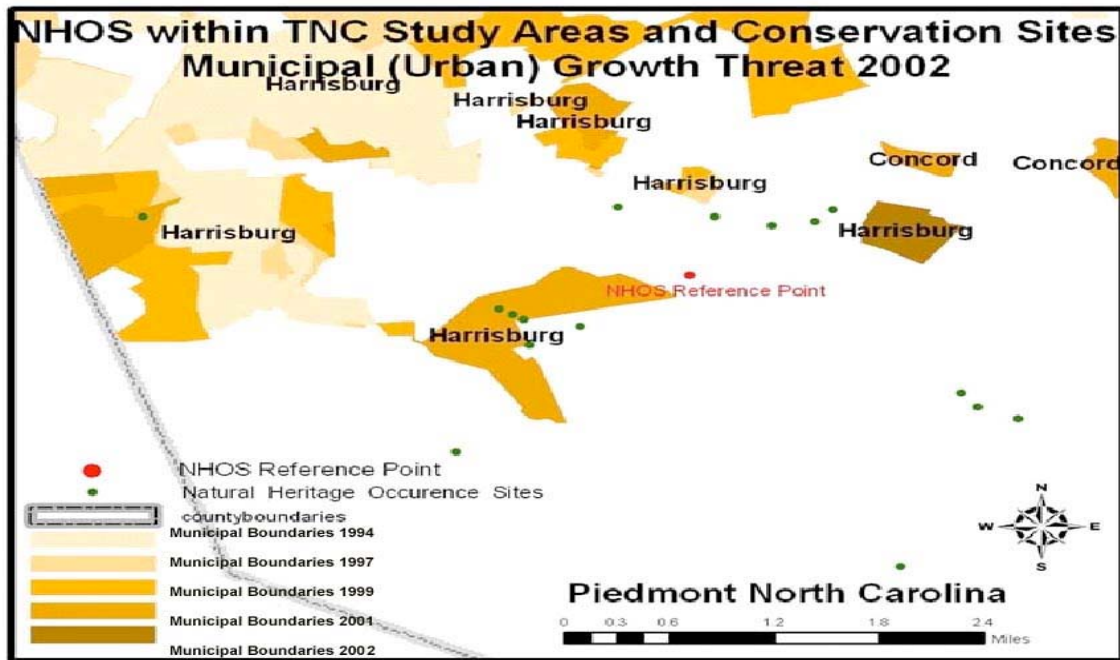 NHOS within TNC Study Areas and Conservation Sites
Municipal (Urban) Growth Threat 2002
Harrisburg
Harrisburg
Harrisburg
Concord
Concord
Harrisburg
Harrisburg
Harrisburg
NHOS Reference Point
Harrisburg
NHOS Reference Point
Natural Heritage Occurence Sites
countyboundaries
Municipal Boundaries 1994
Municipal Boundaries 1997
Municipal Boundaries 1999
Municipal Boundaries 2001
Municipal Boundaries 2002
N
W E
S
Piedmont North Carolina
0 0.3 0.6 1.2 1.8 2.4
Miles